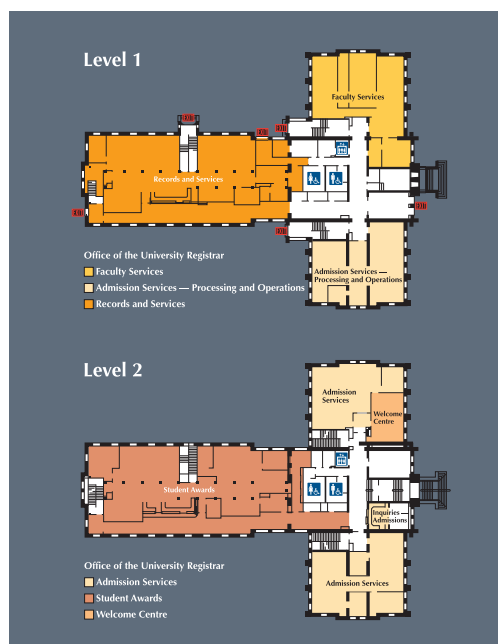 Level 1
Faculty Services
Records and Services
Admission Services —
Processing and Operations
Office of the University Registrar
Faculty Services
Admission Services — Processing and Operations
Records and Services
Level 2
Admission
Services
Welcome
Centre
Student Awards
Inquiries —
Admissions
Admission Services
Office of the University Registrar
Admission Services
Student Awards
Welcome Centre